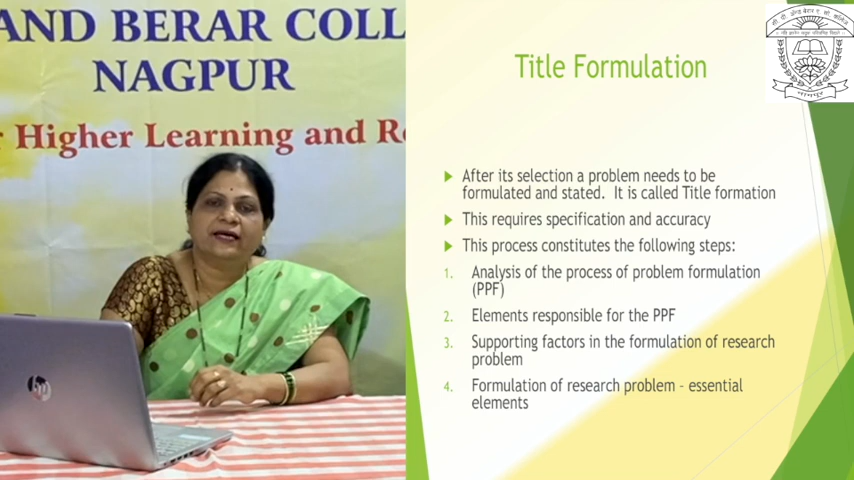 AND BERAR COLL
NAGPUR
r Higher Learning and Re
Title Formulation
After its selection a problem needs to be
formulated and stated. It is called Title formation
This requires specification and accuracy
This process constitutes the following steps:
1. Analysis of the process of problem formulation
(PPF)
2. Elements responsible for the PPF
3. Supporting factors in the formulation of research
problem
4. Formulation of research problem – essential
elements
hp
नागपूर